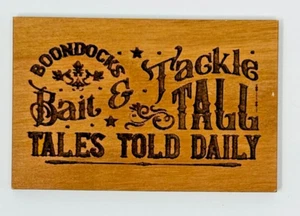 BOONDOCKS
Bait & Tackle
TALL
TALES TOLD DAILY